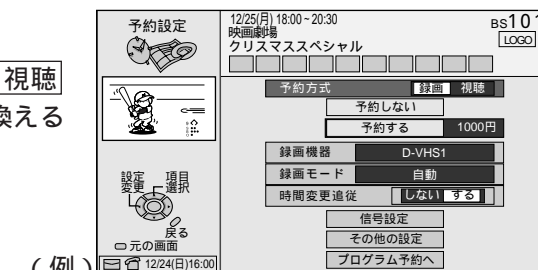 視聴
換える
(例)
予約設定
設定 項目
変更 選択
戻る
元の画面
12/24(日)16:00
12/25(月) 18:00~20:30
映画劇場
クリスマススペシャル
BS101
LOGO
予約方式 録画 視聴
予約しない
予約する 1000円
録画機器 D-VHS1
録画モード 自動
時間変更追従 しない する
信号設定
その他の設定
プログラム予約へ